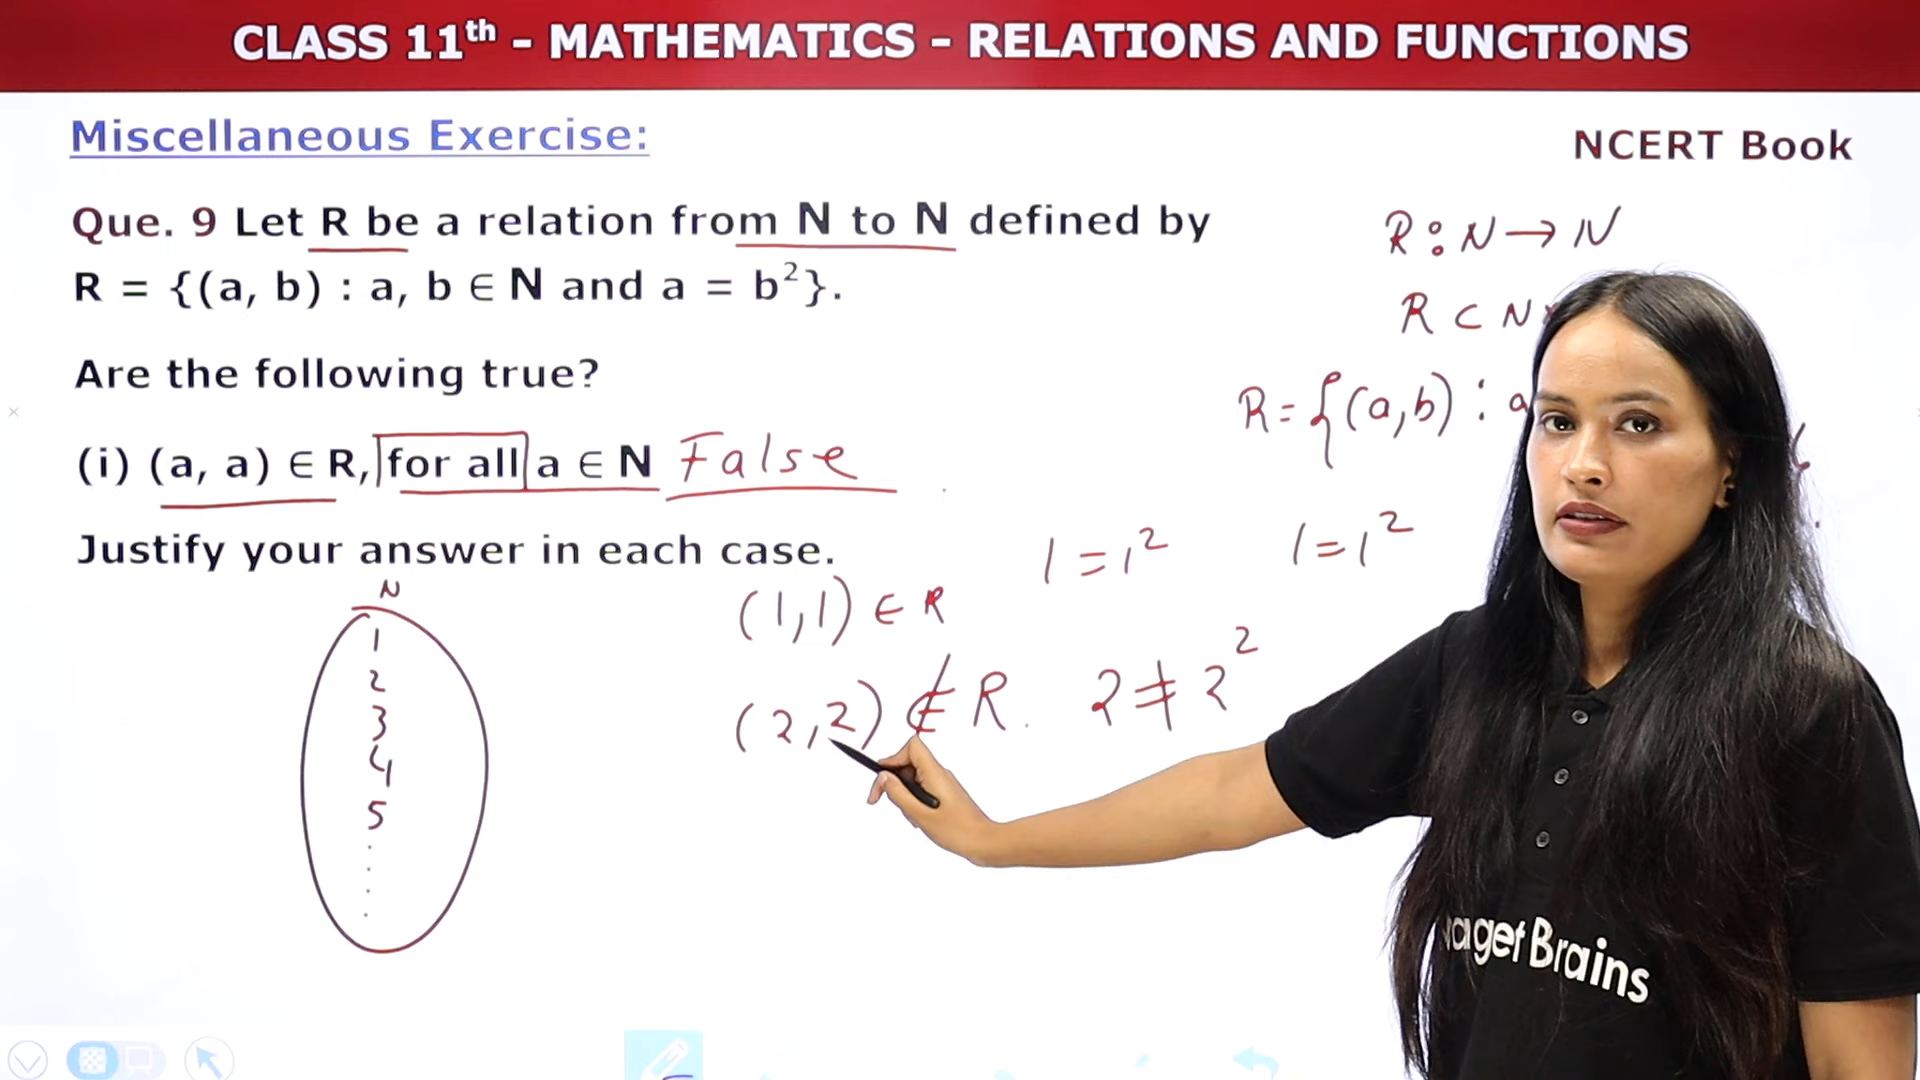 CLASS 11th - MATHEMATICS - RELATIONS AND FUNCTIONS
Miscellaneous Exercise:
NCERT Book
Que. 9 Let R be a relation from N to N defined by
R = {(a, b) : a, b ∈ N and a = b²}.
Are the following true?
(i) (a, a) ∈ R, for all a ∈ N False
Justify your answer in each case.
R : N → N
R ⊂ N
R = {(a,b) : a
1 = 1²
1 = 1²
(1,1) ∈ R
(2,2) ∉ R. 2 ≠ 2²
N
1
2
3
4
5
.
.
.
Brains